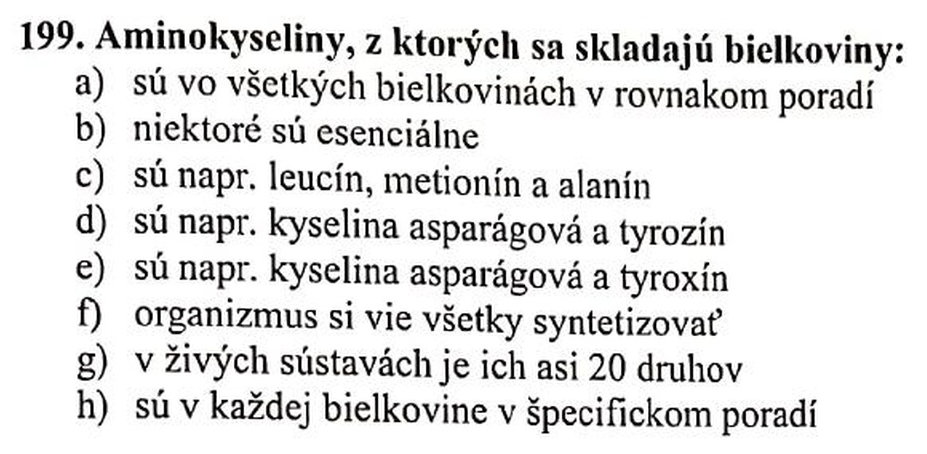 199. Aminokyseliny, z ktorých sa skladajú bielkoviny:
a) sú vo všetkých bielkovinách v rovnakom poradí
b) niektoré sú esenciálne
c) sú napr. leucín, metionín a alanín
d) sú napr. kyselina asparágová a tyrozín
e) sú napr. kyselina asparágová a tyroxín
f) organizmus si vie všetky syntetizovať
g) v živých sústavách je ich asi 20 druhov
h) sú v každej bielkovine v špecifickom poradí